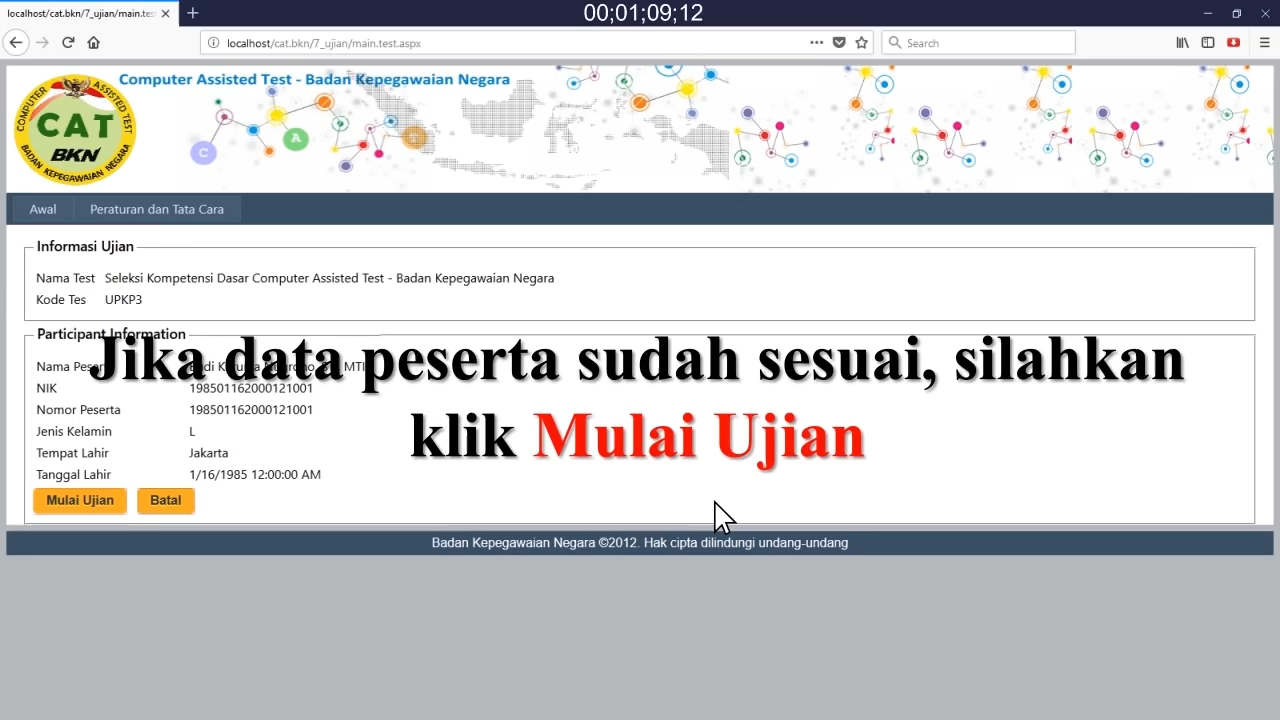 localhost/cat.bkn/7_ujian/main.tes
00;01;09;12
localhost/cat.bkn/7_ujian/main.test.aspx
Search
COMPUTER ASSISTED TEST
CAT
BKN
BADAN KEPEGAWAIAN NEGARA
Computer Assisted Test - Badan Kepegawaian Negara
C
A
Awal
Peraturan dan Tata Cara
Informasi Ujian
Nama Test Seleksi Kompetensi Dasar Computer Assisted Test - Badan Kepegawaian Negara
Kode Tes UPKP3
Participant Information
Jika data peserta sudah sesuai, silahkan
klik Mulai Ujian
Nama MTI
NIK 198501162000121001
Nomor Peserta 198501162000121001
Jenis Kelamin L
Tempat Lahir Jakarta
Tanggal Lahir 1/16/1985 12:00:00 AM
Mulai Ujian
Batal
Badan Kepegawaian Negara ©2012. Hak cipta dilindungi undang-undang